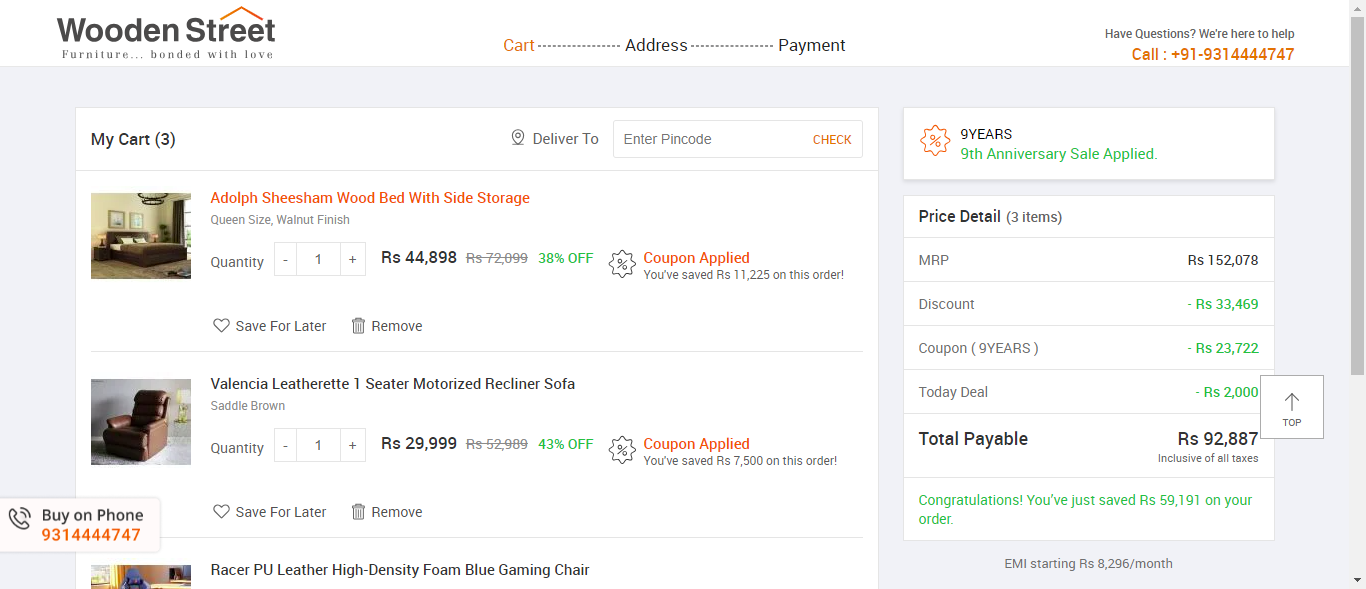 Wooden Street
Furniture... bonded with love
Cart Address Payment
Have Questions? We're here to help
Call : +91-9314444747
My Cart (3)
Deliver To
Enter Pincode
CHECK
Adolph Sheesham Wood Bed With Side Storage
Queen Size, Walnut Finish
Quantity - 1 + Rs 44,898 Rs 72,099 38% OFF
Coupon Applied
You've saved Rs 11,225 on this order!
Save For Later
Remove
Valencia Leatherette 1 Seater Motorized Recliner Sofa
Saddle Brown
Quantity - 1 + Rs 29,999 Rs 52,989 43% OFF
Coupon Applied
You've saved Rs 7,500 on this order!
Save For Later
Remove
Racer PU Leather High-Density Foam Blue Gaming Chair
Buy on Phone
9314444747
9YEARS
9th Anniversary Sale Applied.
Price Detail (3 items)
MRP Rs 152,078
Discount - Rs 33,469
Coupon ( 9YEARS ) - Rs 23,722
Today Deal - Rs 2,000
Total Payable Rs 92,887
Inclusive of all taxes
Congratulations! You've just saved Rs 59,191 on your
order.
EMI starting Rs 8,296/month
TOP